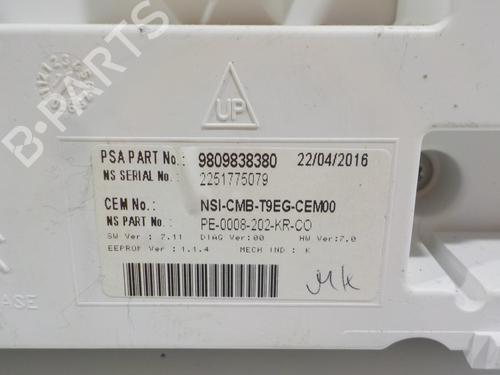 B-PARTS
UP
PSA PART No.: 9809838380 22/04/2016
NS SERIAL No.: 2251775079
CEM No.: NSI-CMB-T9EG-CEM00
NS PART No.: PE-0008-202-KR-CO
SW Ver : 7.11 DIAG Ver:00 HW Ver:7.0
EEPROM Ver : 1.1.4 MECH IND : K
EASE